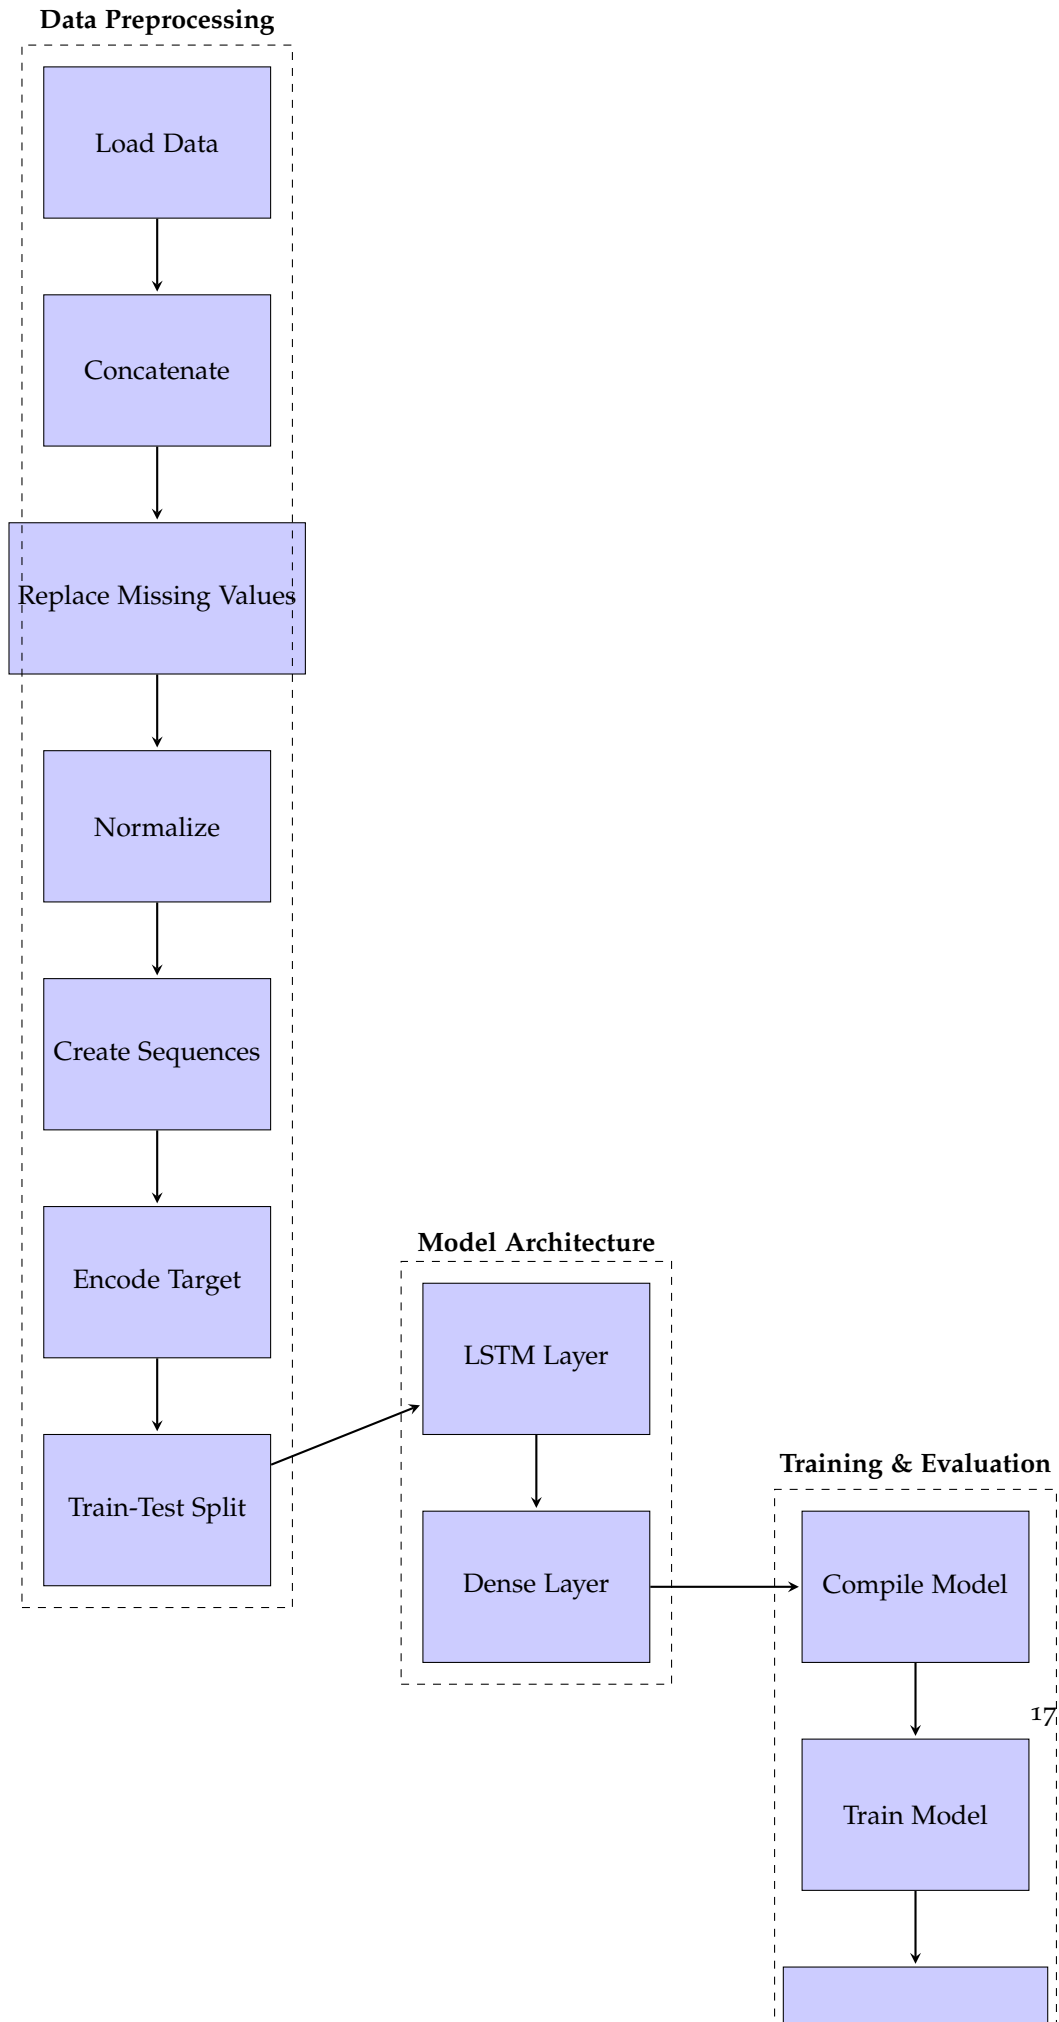 Data Preprocessing
Load Data
Concatenate
Replace Missing Values
Normalize
Create Sequences
Encode Target
Train-Test Split
Model Architecture
LSTM Layer
Dense Layer
Training & Evaluation
Compile Model
17
Train Model